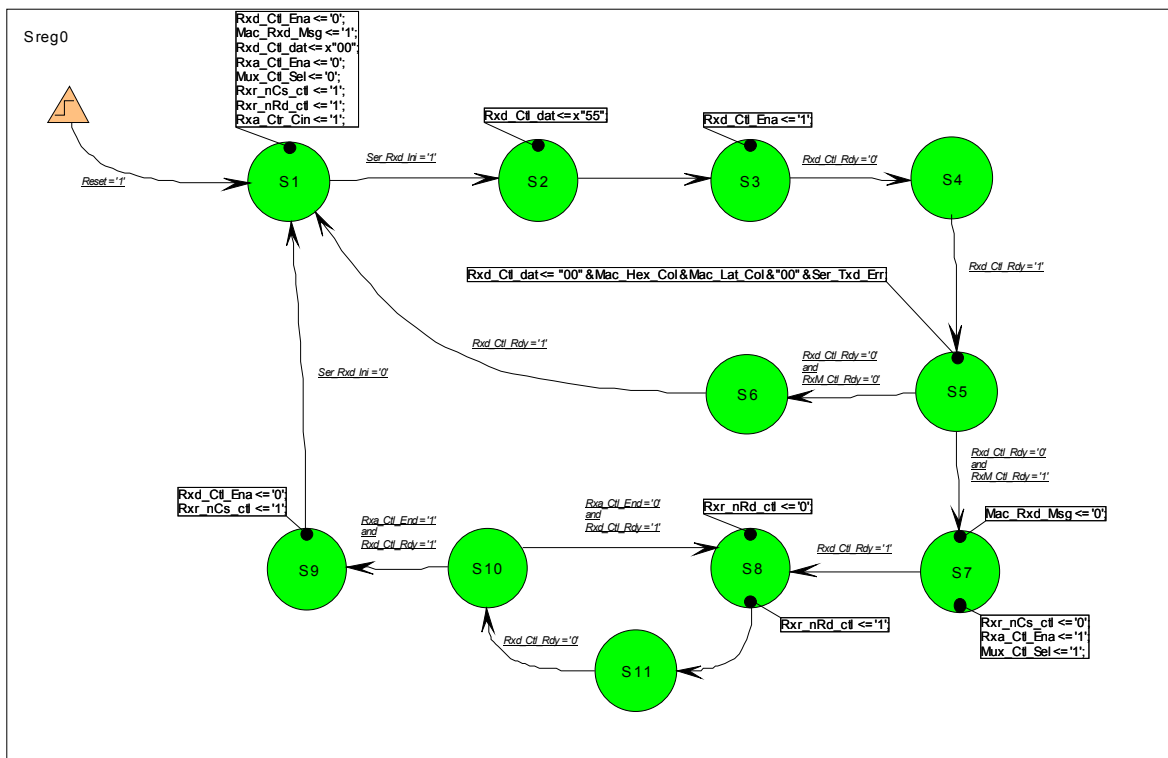 Sreg0
Rxd_Ctl_Ena <= '0';
Mac_Rxd_Msg <= '1';
Rxd_Ctl_dat<= x"00";
Rxa_Ctl_Ena <= '0';
Mux_Ctl_Sel <= '0';
Rxr_nCs_ctl <= '1';
Rxr_nRd_ctl <= '1';
Rxa_Ctr_Cin <= '1';
Rxd_Ctl_dat<= x"55";
Rxd_Ctl_Ena <= '1';
Reset = '1'
S1
Ser_Rxd_Ini = '1'
S2
S3
Rxd_Ctl_Rdy = '0'
S4
Rxd_Ctl_dat<= "00" &Mac_Hex_Col&Mac_Lat_Col&"00" &Ser_Txd_Err;
Rxd_Ctl_Rdy = '1'
Rxd_Ctl_Rdy = '1'
Ser_Rxd_Ini = '0'
S6
Rxd_Ctl_Rdy = '0'
and
RxM_Ctl_Rdy = '0'
S5
Rxd_Ctl_Rdy = '0'
and
RxM_Ctl_Rdy = '1'
Rxd_Ctl_Ena <= '0';
Rxr_nCs_ctl <= '1';
Rxa_Ctl_End = '1'
and
Rxd_Ctl_Rdy = '1'
Rxa_Ctl_End = '0'
and
Rxd_Ctl_Rdy = '1'
Rxr_nRd_ctl <= '0';
Mac_Rxd_Msg <= '0';
S9
S10
S8
Rxd_Ctl_Rdy = '1'
S7
Rxr_nRd_ctl <= '1';
Rxr_nCs_ctl <= '0';
Rxa_Ctl_Ena <= '1';
Mux_Ctl_Sel <= '1';
Rxd_Ctl_Rdy = '0'
S11